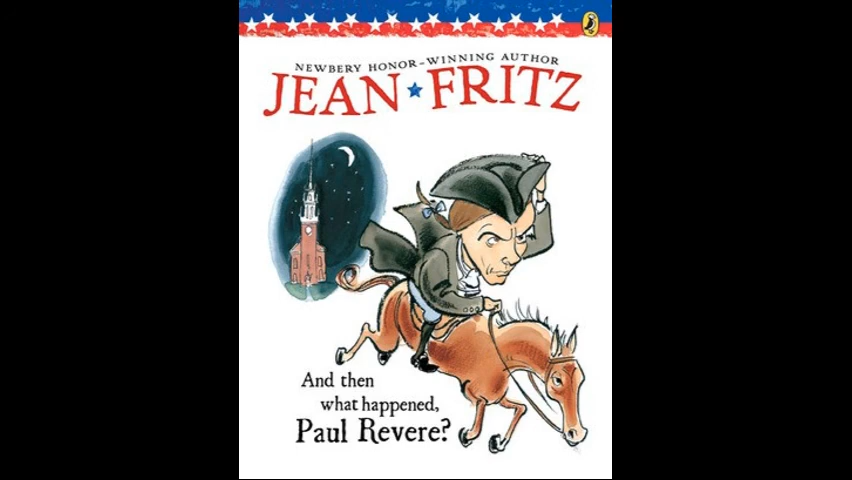 NEWBERY HONOR-WINNING AUTHOR
JEAN FRITZ
And then
what happened,
Paul Revere?